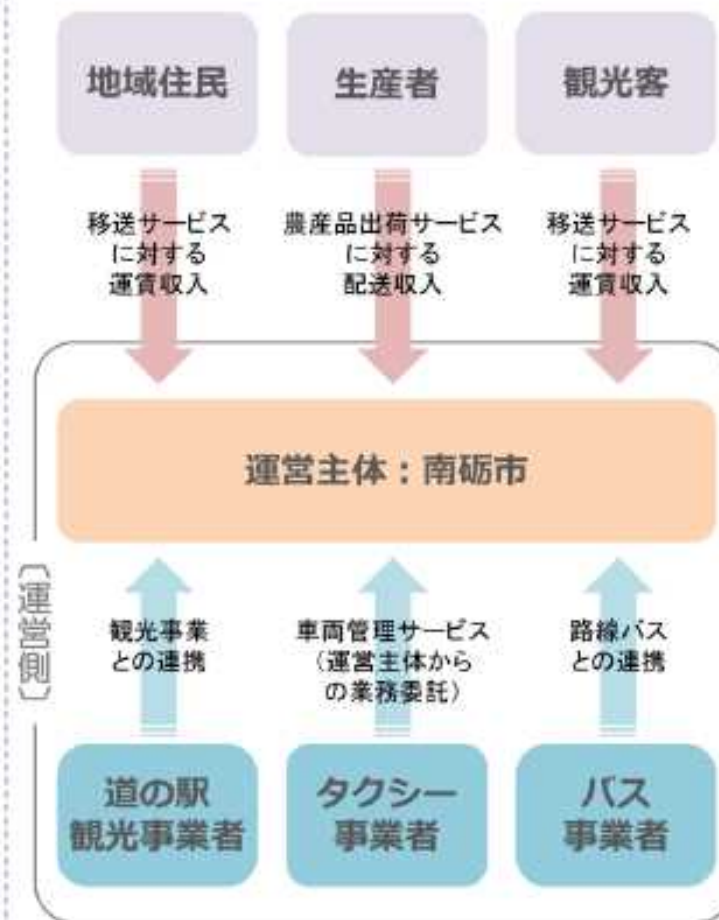 地域住民
生産者
観光客
移送サービス
に対する
運賃収入
農産品出荷サービス
に対する
配送収入
移送サービス
に対する
運賃収入
運営主体：南砺市
〔運営側〕
観光事業
との連携
車両管理サービス
（運営主体から
の業務委託）
路線バス
との連携
道の駅
観光事業者
タクシー
事業者
バス
事業者